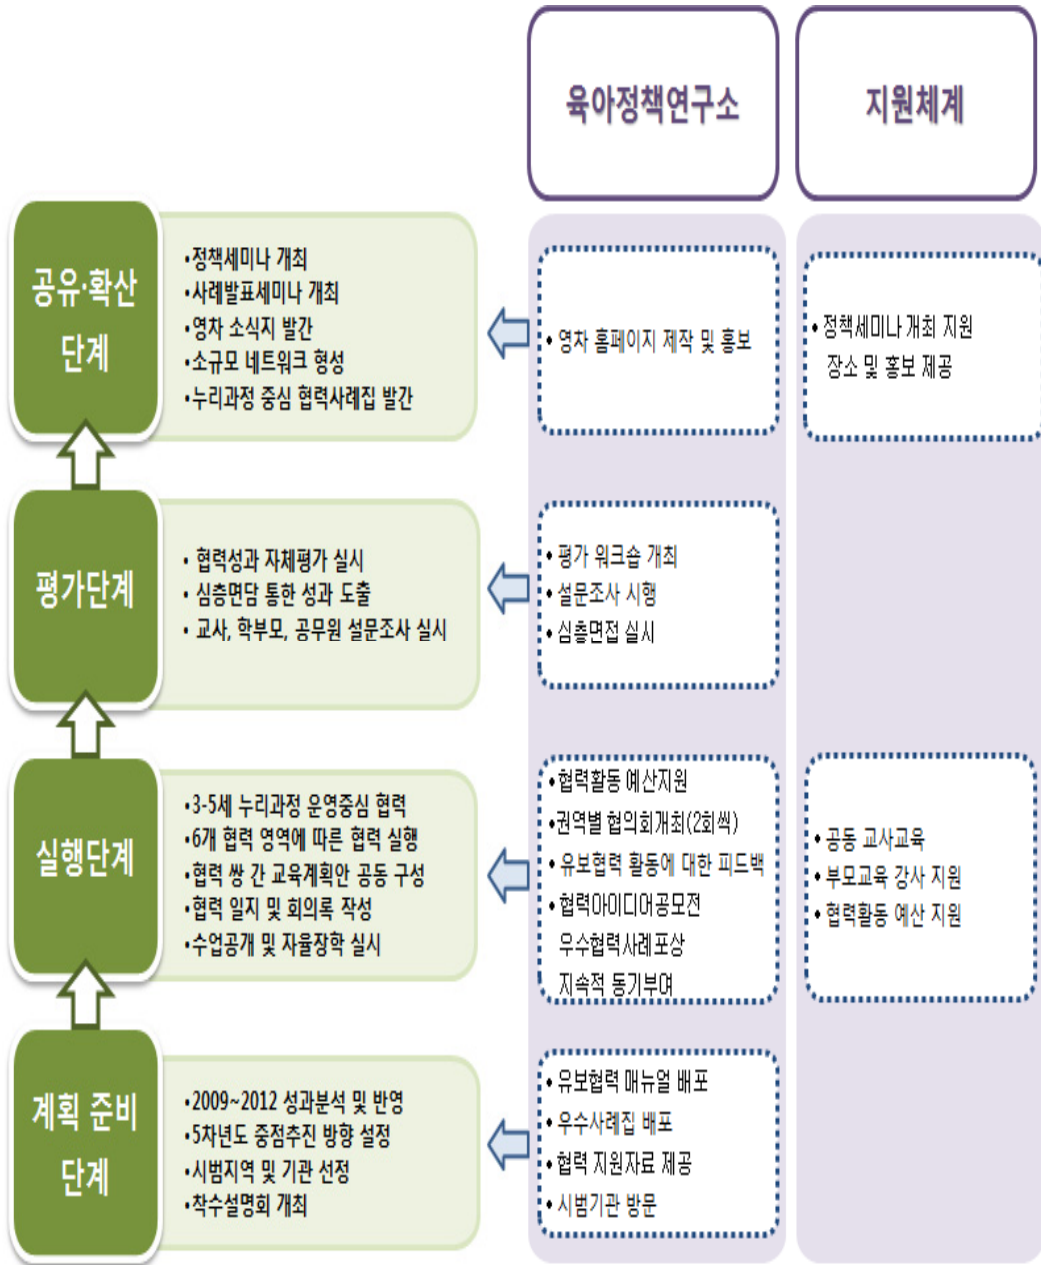 육아정책연구소
지원체계
공유·확산
단계
•정책세미나 개최
•사례발표세미나 개최
•영차 소식지 발간
•소규모 네트워크 형성
•누리과정 중심 협력사례집 발간
• 영차 홈페이지 제작 및 홍보
• 정책세미나 개최 지원
장소 및 홍보 제공
평가단계
• 협력성과 자체평가 실시
• 심층면담 통한 성과 도출
• 교사, 학부모, 공무원 설문조사 실시
• 평가 워크숍 개최
• 설문조사 시행
• 심층면접 실시
실행단계
•3-5세 누리과정 운영중심 협력
•6개 협력 영역에 따른 협력 실행
•협력 쌍 간 교육계획안 공동 구성
•협력 일지 및 회의록 작성
•수업공개 및 자율장학 실시
•협력활동 예산지원
•권역별 협의회개최(2회씩)
• 유보협력 활동에 대한 피드백
•협력아이디어공모전
우수협력사례포상
지속적 동기부여
• 공동 교사교육
• 부모교육 강사 지원
• 협력활동 예산 지원
계획 준비
단계
•2009~2012 성과분석 및 반영
•5차년도 중점추진 방향 설정
•시범지역 및 기관 선정
•착수설명회 개최
• 유보협력 매뉴얼 배포
• 우수사례집 배포
• 협력 지원자료 제공
• 시범기관 방문